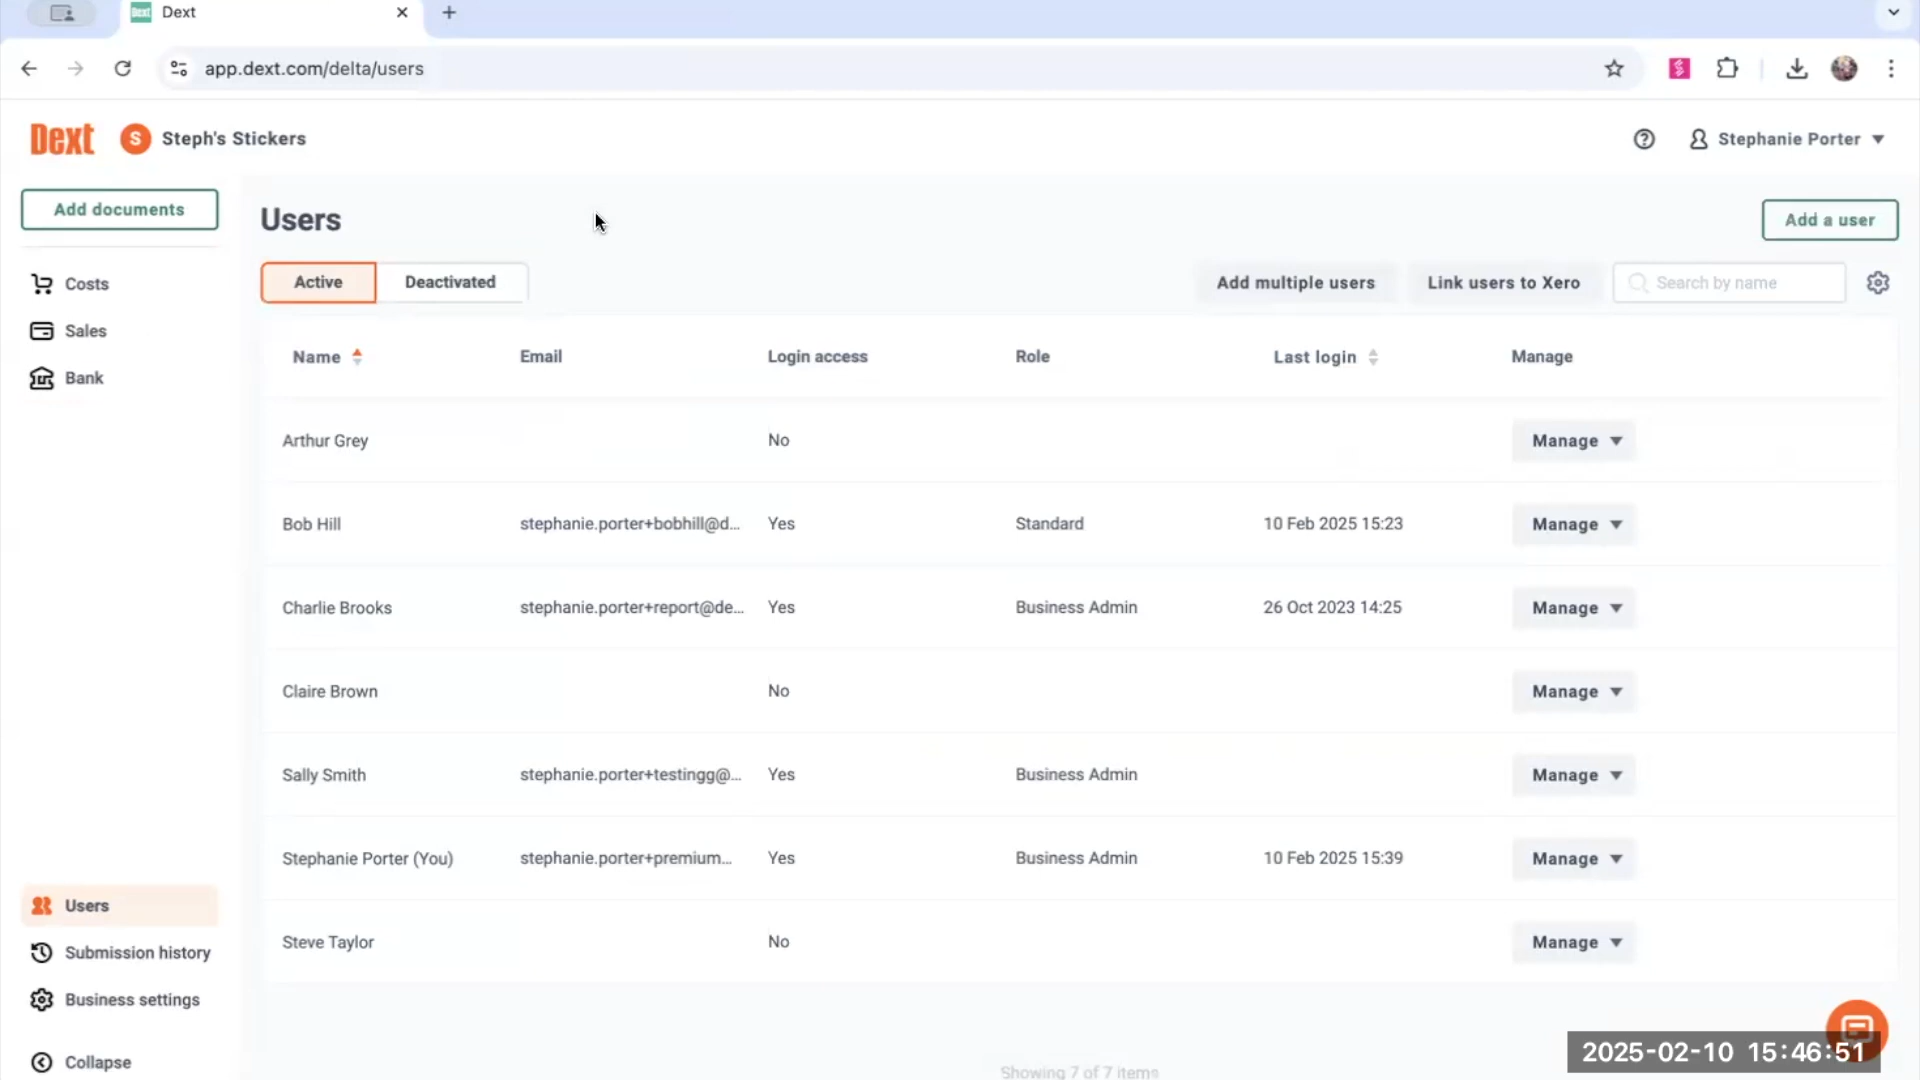 Dext
app.dext.com/delta/users
Dext
S Steph's Stickers
Stephanie Porter
Add documents
Costs
Sales
Bank
Users
Submission history
Business settings
Collapse
Users
Add a user
Active Deactivated
Add multiple users Link users to Xero Search by name
Name Email Login access Role Last login Manage
Arthur Grey No Manage
Bob Hill stephanie.porter+bobhill@d... Yes Standard 10 Feb 2025 15:23 Manage
Charlie Brooks stephanie.porter+report@de... Yes Business Admin 26 Oct 2023 14:25 Manage
Claire Brown No Manage
Sally Smith stephanie.porter+testingg@... Yes Business Admin Manage
Stephanie Porter (You) stephanie.porter+premium... Yes Business Admin 10 Feb 2025 15:39 Manage
Steve Taylor No Manage
Showing 7 of 7 items
2025-02-10 15:46:51